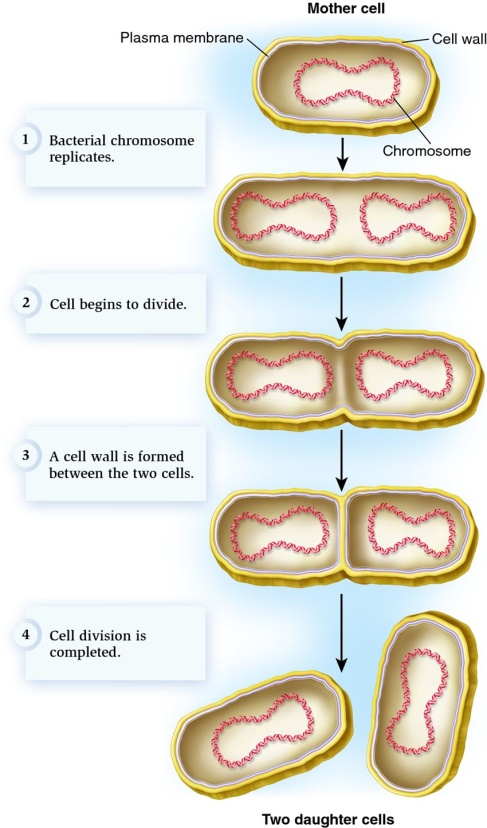 Mother cell
Plasma membrane
Cell wall
1 Bacterial chromosome
replicates.
Chromosome
2 Cell begins to divide.
3 A cell wall is formed
between the two cells.
4 Cell division is
completed.
Two daughter cells